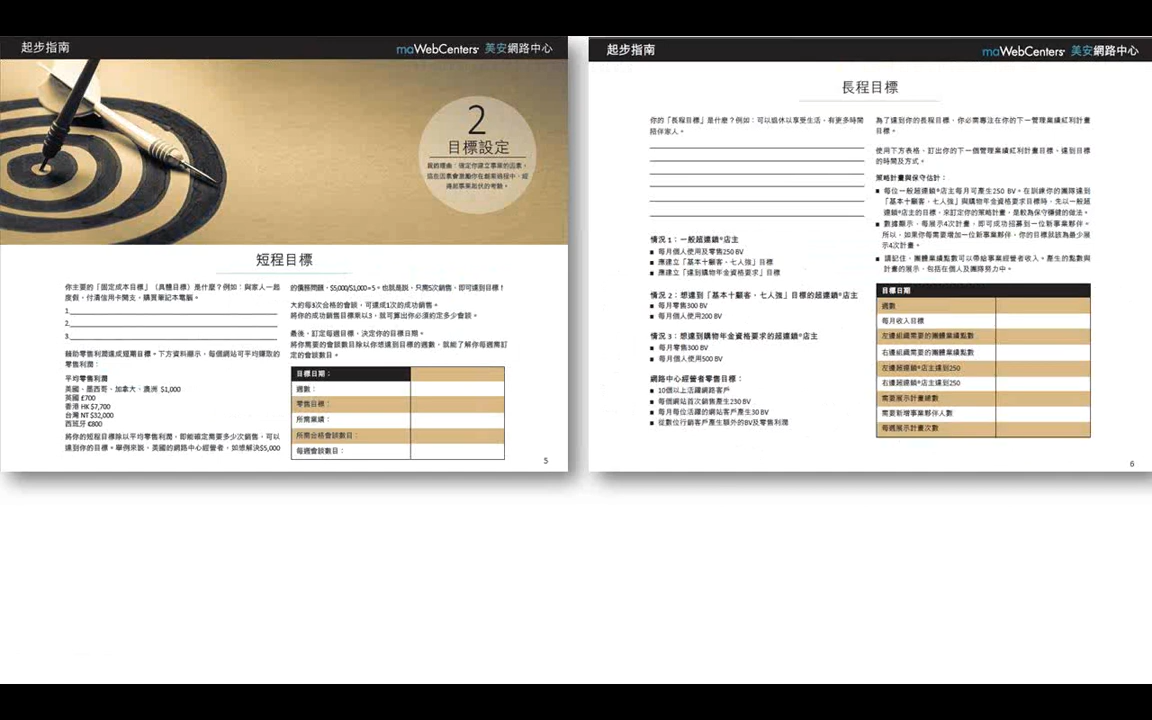 起步指南
maWebCenters 美安網路中心
2
目標設定
我的理由:確定你建立事業的因素,
這些因素會激勵你在創業過程中,經
得起事業起伏的考驗。
短程目標
你主要的「固定成本目標」(具體目標)是什麼?例如:與家人一起
度假、付清信用卡開支、購買筆記本電腦。
1.
2.
3.
輔助零售利潤達成短期目標。下方資料顯示,每個網站可平均賺取的
零售利潤:
平均零售利潤
美國、墨西哥、加拿大、澳洲 $1,000
英國 £700
香港 HK $7,700
台灣 NT $32,000
西班牙 €800
將你的短程目標除以平均零售利潤,即能確定需要多少次銷售,可以
達到你的目標。舉例來說,美國的網路中心經營者,如想解決$5,000
的債務問題,$5,000/$1,000=5。也就是說,只需5次銷售,即可達到目標!
大約每3次合格的會談,可達成1次的成功銷售。
將你的成功銷售目標乘以3,就可算出你必須約定多少會談。
最後,訂定每週目標,決定你的目標日期。
將你需要的會談數目除以你想達到目標的週數,就能了解你每週需訂
定的會談數目。
目標日期:
週數:
零售目標:
所需業績:
所需合格會談數目:
每週會談數目:
5
起步指南
maWebCenters 美安網路中心
長程目標
你的「長程目標」是什麼?例如:可以退休以享受生活、有更多時間
陪伴家人。
情況 1:一般超連鎖®店主
■ 每月個人使用及零售250 BV
■ 應建立「基本十顧客、七人強」目標
■ 應建立「達到購物年金資格要求」目標
情況 2:想達到「基本十顧客、七人強」目標的超連鎖®店主
■ 每月零售300 BV
■ 每月個人使用200 BV
情況 3:想達到購物年金資格要求的超連鎖®店主
■ 每月零售300 BV
■ 每月個人使用500 BV
網路中心經營者零售目標:
■ 10個以上活躍網路客戶
■ 每個網站首次銷售產生230 BV
■ 每月每位活躍的網站客戶產生30 BV
■ 從數位行銷客戶產生額外的BV及零售利潤
為了達到你的長程目標,你必需專注在你的下一管理業績紅利計畫
目標。
使用下方表格,訂出你的下一個管理業績紅利計畫目標、達到目標
的時間及方式。
策略計畫與保守估計:
■ 每位一般超連鎖®店主每月可產生250 BV。在訓練你的團隊達到
「基本十顧客、七人強」與購物年金資格要求目標時,先以一般超
連鎖®店主的目標,來訂定你的策略計畫,是較為保守穩健的做法。
■ 數據顯示,每展示4次計畫,即可成功招募到一位新事業夥伴。
所以,如果你每需要增加一位新事業夥伴,你的目標就該為最少展
示4次計畫。
■ 請記住,團體業績點數可以帶給事業經營者收入。產生的點數與
計畫的展示,包括在個人及團隊努力中。
目標日期
週數
每月收入目標
左邊組織需要的團體業績點數
右邊組織需要的團體業績點數
左邊超連鎖®店主達到250
右邊超連鎖®店主達到250
需要展示計畫總數
需要新增事業夥伴人數
每週展示計畫次數
6